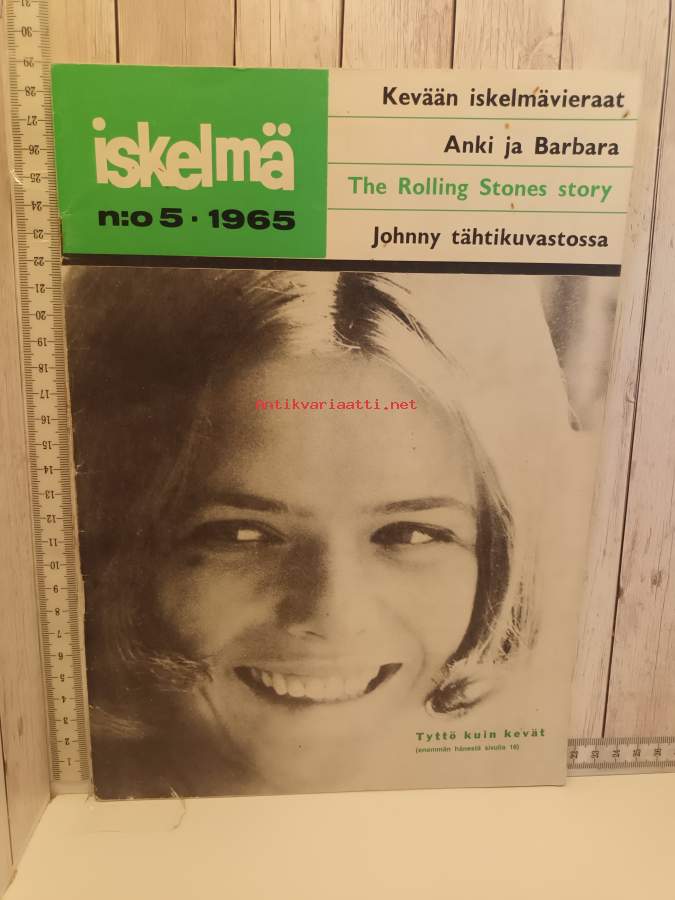 iskelmä
n:o 5 · 1965
Kevään iskelmävieraat
Anki ja Barbara
The Rolling Stones story
Johnny tähtikuvastossa
Antikvariaatti.net
Tyttö kuin kevät
(enemmän hänestä sivulla 16)